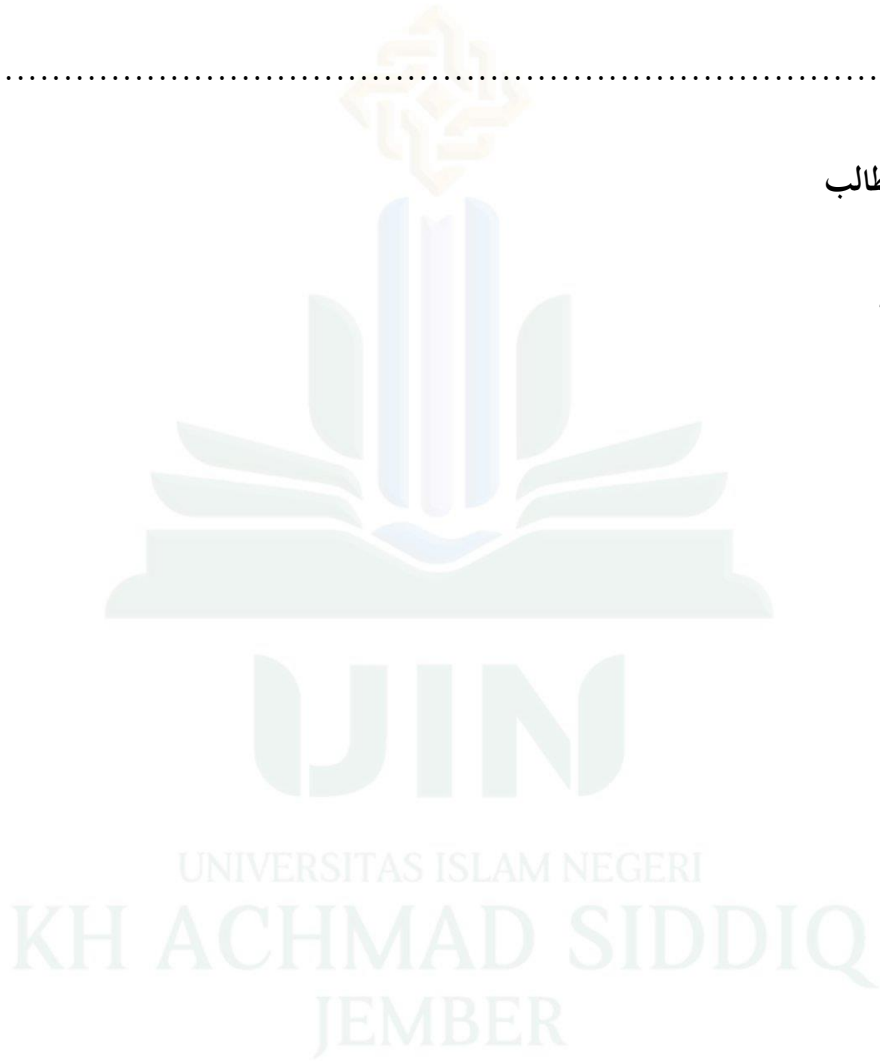 ..........................................................................
طالب
UIN
UNIVERSITAS ISLAM NEGERI
KH ACHMAD SIDDIQ
JEMBER